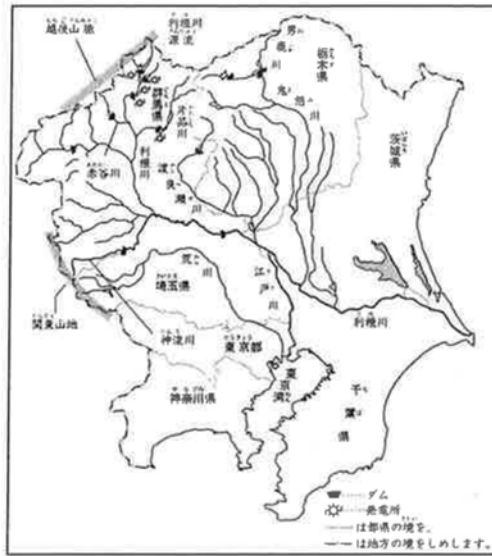 越後山脈
利根川
源流
群馬県
片品川
男鹿川
鬼怒川
栃木県
茨城県
赤谷川
利根川
渡良瀬川
荒川
埼玉県
江戸川
利根川
関東山地
神流川
東京都
神奈川県
東京湾
千葉県
……ダム
……発電所
……は都県の境を、
……は地方の境をしめします。